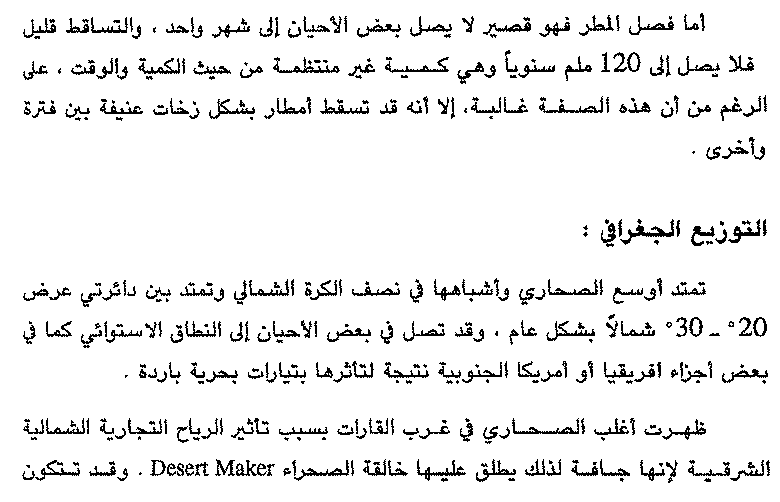 أما فصل المطر فهو قصير لا يصل بعض الأحيان إلى شهر واحد ، والتساقط قليل
فلا يصل إلى 120 ملم سنوياً وهي كمية غير منتظمة من حيث الكمية والوقت ، على
الرغم من أن هذه الصفة غالبة، إلا أنه قد تسقط أمطار بشكل زخات عنيفة بين فترة
وأخرى .
التوزيع الجغرافي :
تمتد أوسع الصحاري وأشباهها في نصف الكرة الشمالي وتمتد بين دائرتي عرض
20° ـ 30° شمالاً بشكل عام ، وقد تصل في بعض الأحيان إلى النطاق الاستوائي كما في
بعض أجزاء افريقيا أو أمريكا الجنوبية نتيجة لتأثرها بتيارات بحرية باردة .
ظهرت أغلب الصحاري في غرب القارات بسبب تأثير الرياح التجارية الشمالية
الشرقية لإنها جافة لذلك يطلق عليها خالقة الصحراء Desert Maker . وقد تتكون